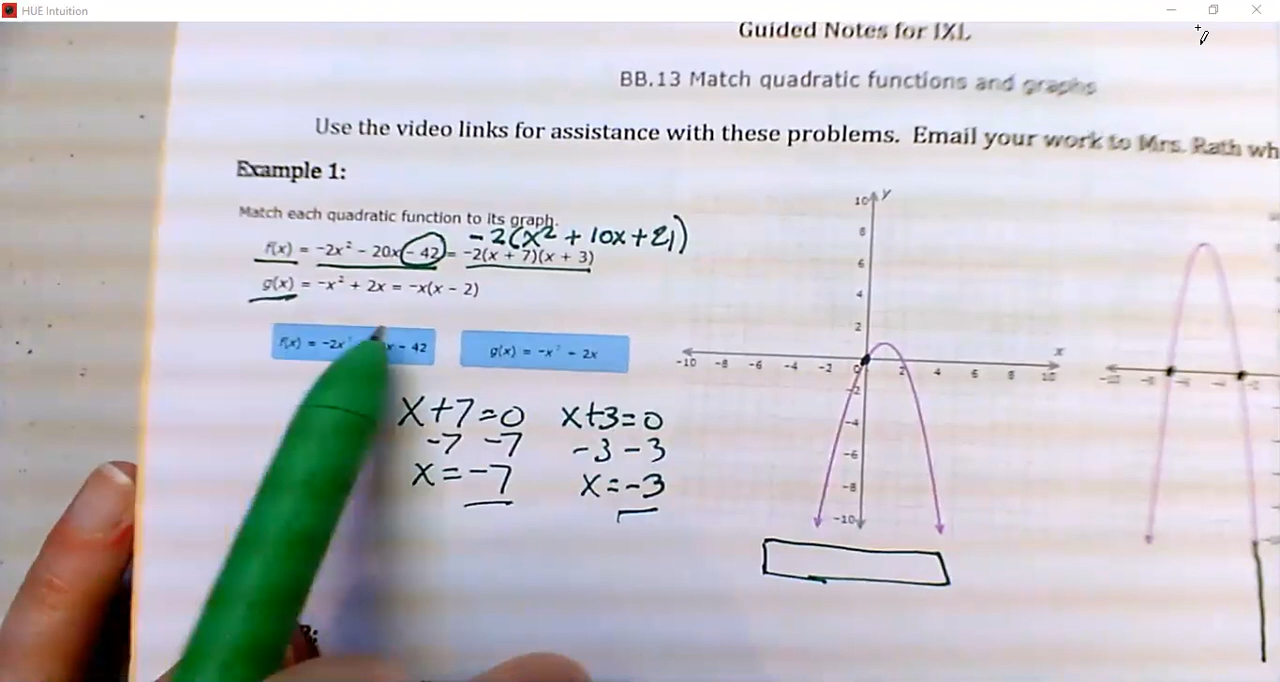 HUE Intuition
Guided Notes for IXL
BB.13 Match quadratic functions and graphs
Use the video links for assistance with these problems. Email your work to Mrs. Rath wh
Example 1:
Match each quadratic function to its graph.
-2(x² + 10x + 21)
f(x) = -2x² - 20x - 42 = -2(x + 7)(x + 3)
g(x) = -x² + 2x = -x(x - 2)
f(x) = -2x x - 42
g(x) = -x² - 2x
x+7=0 x+3=0
-7 -7 -3 -3
x=-7 x=-3
y
10
8
6
4
2
x
-10 -8 -6 -4 -2 0 2 4 6 8 10
-2
-4
-6
-8
-10